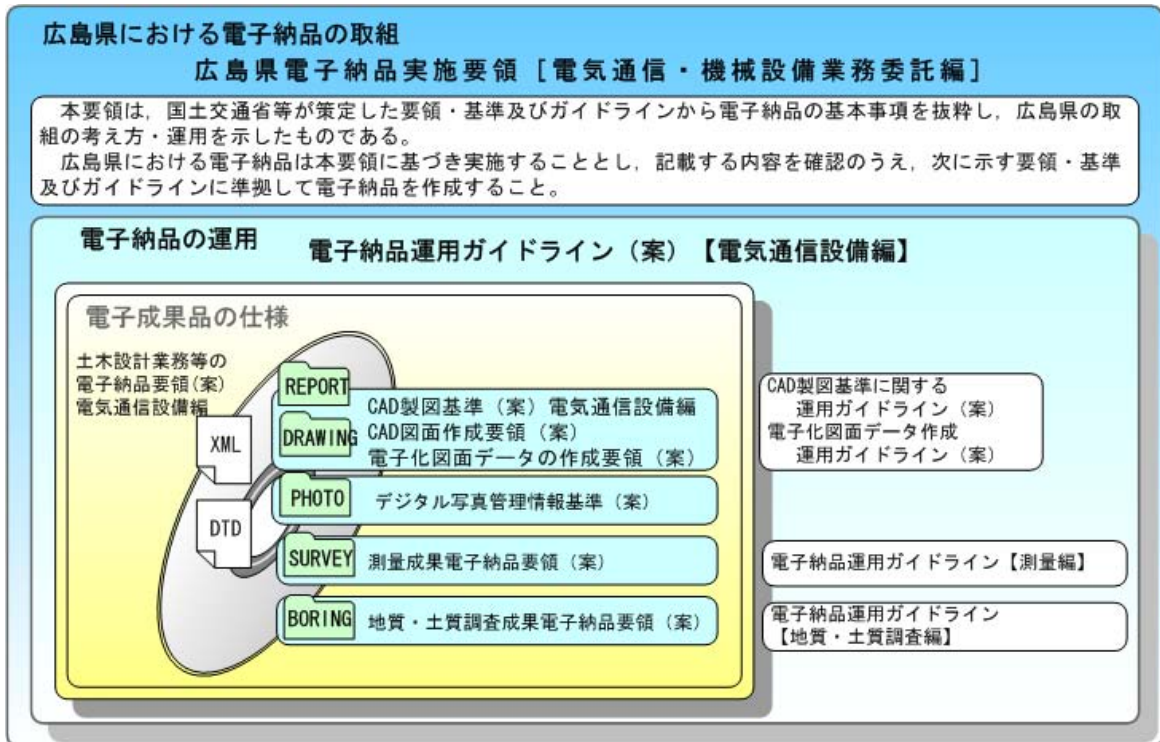 広島県における電子納品の取組
広島県電子納品実施要領［電気通信・機械設備業務委託編］
本要領は，国土交通省等が策定した要領・基準及びガイドラインから電子納品の基本事項を抜粋し，広島県の取
組の考え方・運用を示したものである。
広島県における電子納品は本要領に基づき実施することとし，記載する内容を確認のうえ，次に示す要領・基準
及びガイドラインに準拠して電子納品を作成すること。
電子納品の運用
電子納品運用ガイドライン（案）【電気通信設備編】
電子成果品の仕様
土木設計業務等の
電子納品要領(案)
電気通信設備編
XML
DTD
REPORT
DRAWING
CAD製図基準（案）電気通信設備編
CAD図面作成要領（案）
電子化図面データの作成要領（案）
CAD製図基準に関する
運用ガイドライン（案）
電子化図面データ作成
運用ガイドライン（案）
PHOTO
デジタル写真管理情報基準（案）
SURVEY
測量成果電子納品要領（案）
電子納品運用ガイドライン【測量編】
BORING
地質・土質調査成果電子納品要領（案）
電子納品運用ガイドライン
【地質・土質調査編】